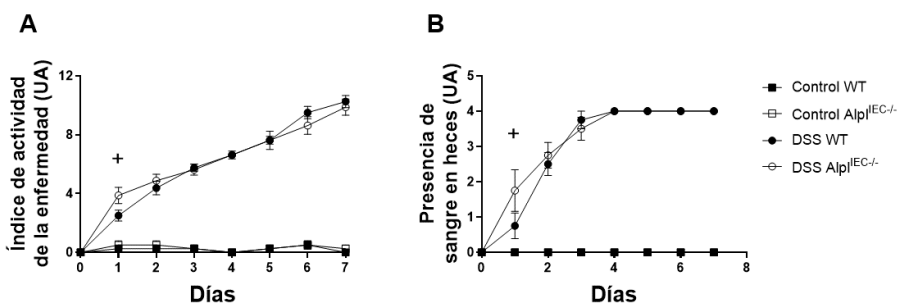 A
Índice de actividad
de la enfermedad (UA)
12
8
4
0
+
0 1 2 3 4 5 6 7
Días
B
Presencia de
sangre en heces (UA)
5
4
3
2
1
0
+
0 2 4 6 8
Días
Control WT
Control Alpl^IEC-/-
DSS WT
DSS Alpl^IEC-/-